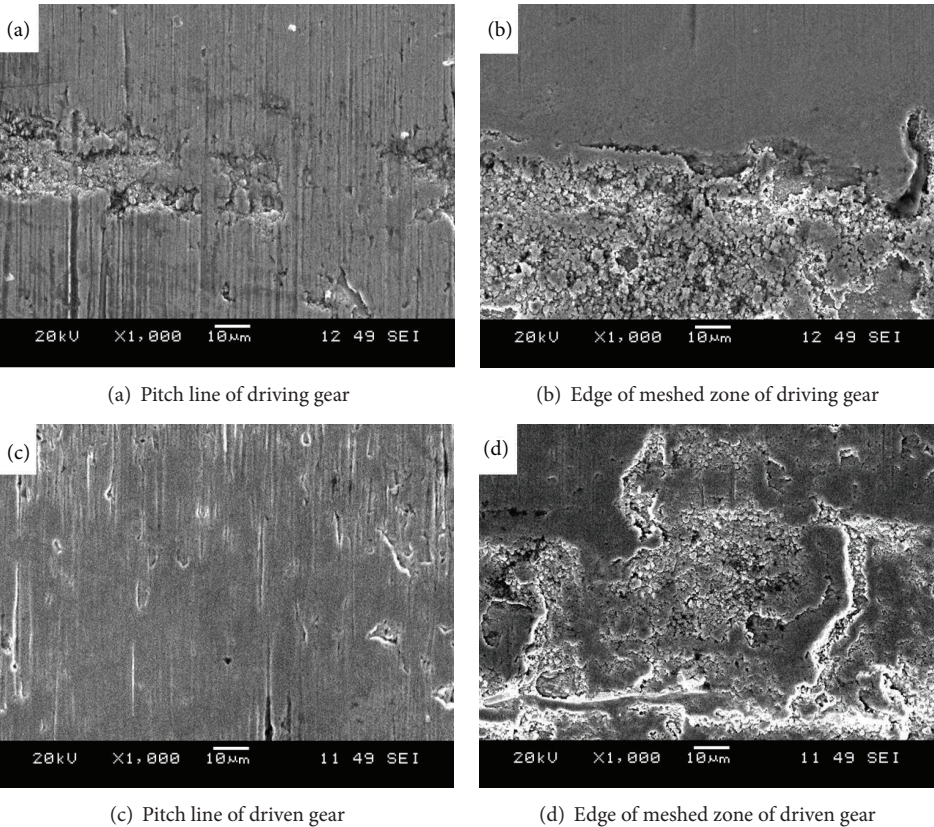 (a)
(b)
20kV X1,000 10μm 12 49 SEI
20kV X1,000 10μm 12 49 SEI
(a) Pitch line of driving gear
(b) Edge of meshed zone of driving gear
(c)
(d)
20kV X1,000 10μm 11 49 SEI
20kV X1,000 10μm 11 49 SEI
(c) Pitch line of driven gear
(d) Edge of meshed zone of driven gear